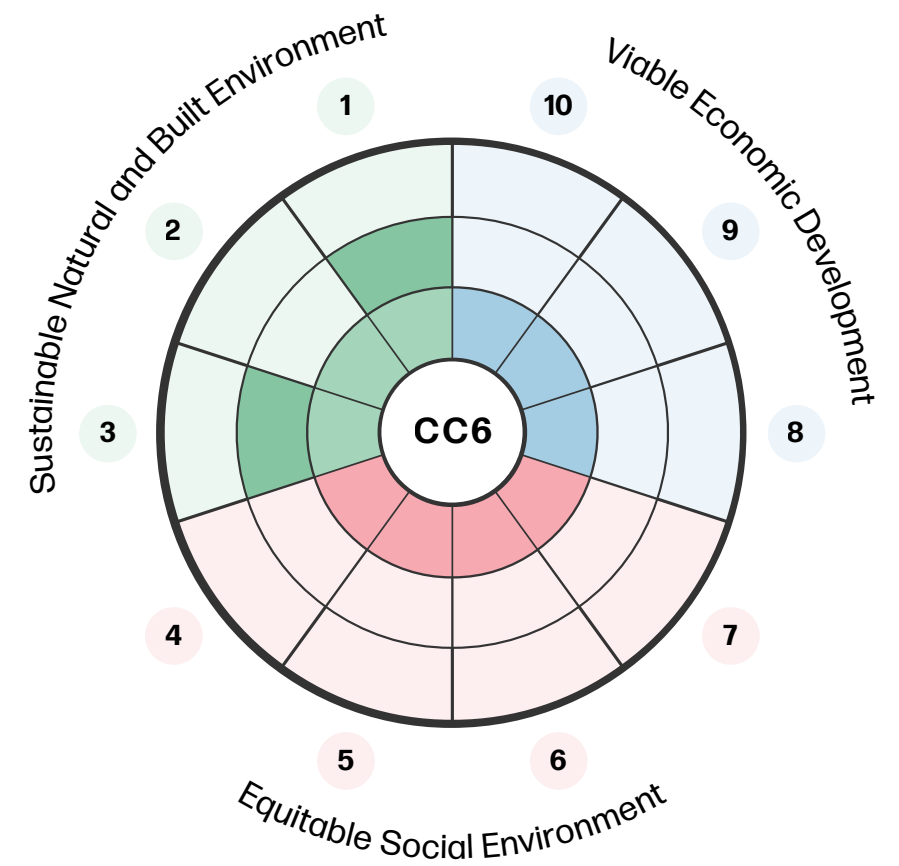 Sustainable Natural and Built Environment
Viable Economic Development
1
10
2
9
3
CC6
8
4
7
5
6
Equitable Social Environment